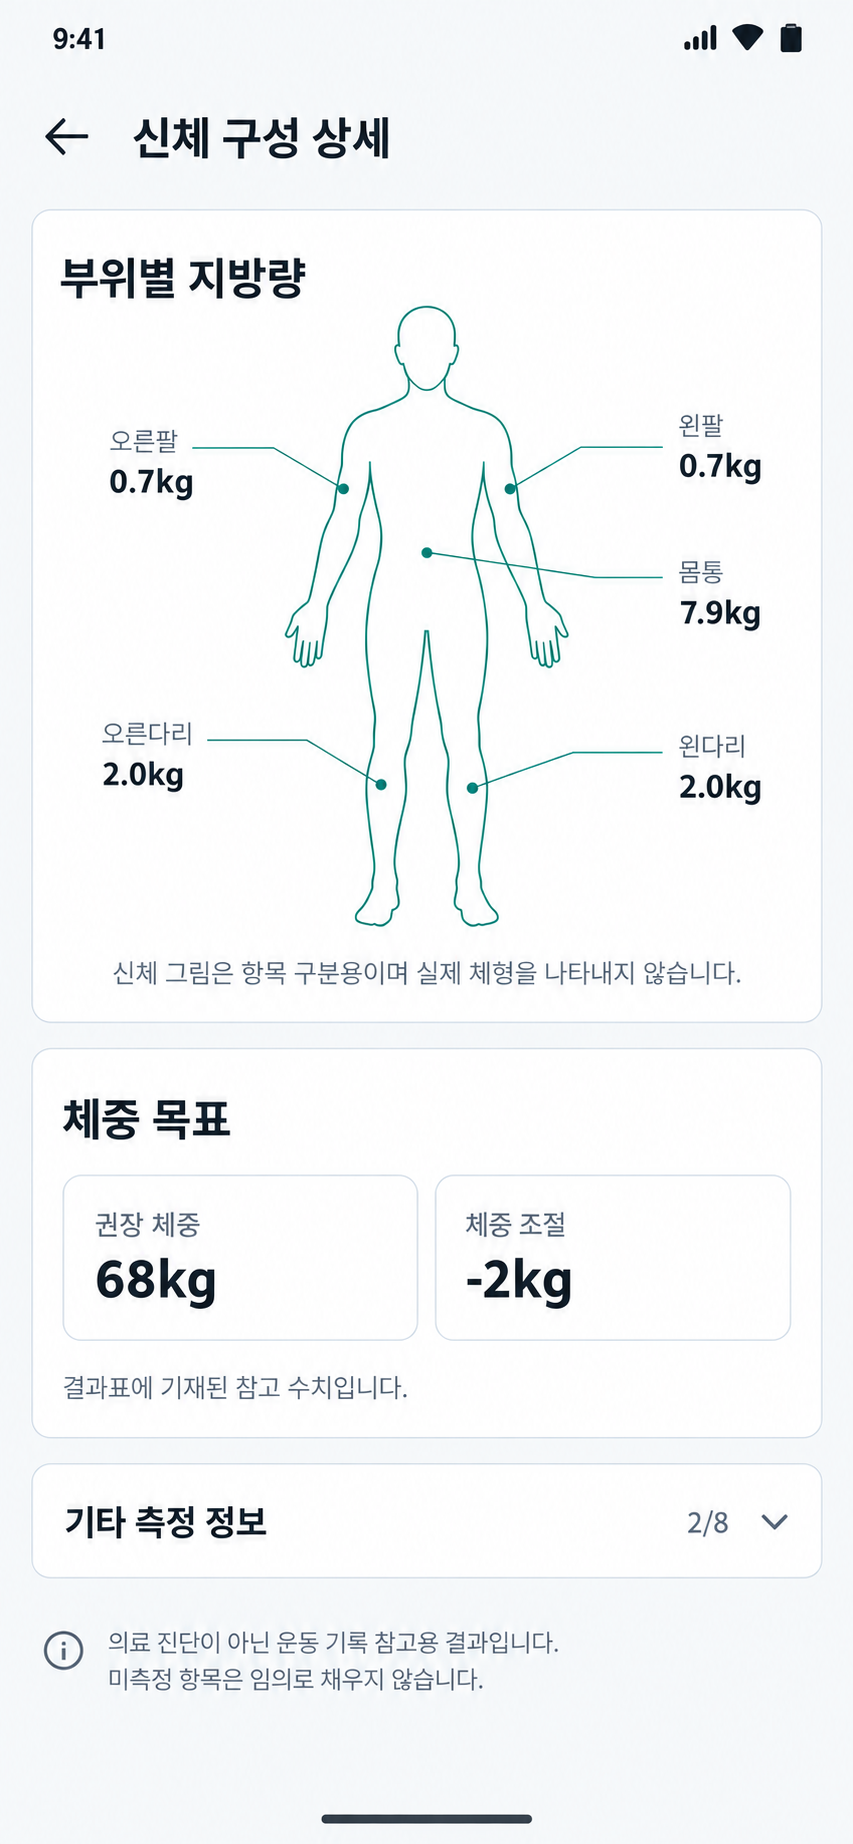 9:41
신체 구성 상세
부위별 지방량
오른팔
0.7kg
왼팔
0.7kg
몸통
7.9kg
오른다리
2.0kg
왼다리
2.0kg
신체 그림은 항목 구분용이며 실제 체형을 나타내지 않습니다.
체중 목표
권장 체중
68kg
체중 조절
-2kg
결과표에 기재된 참고 수치입니다.
기타 측정 정보
2/8
의료 진단이 아닌 운동 기록 참고용 결과입니다.
미측정 항목은 임의로 채우지 않습니다.